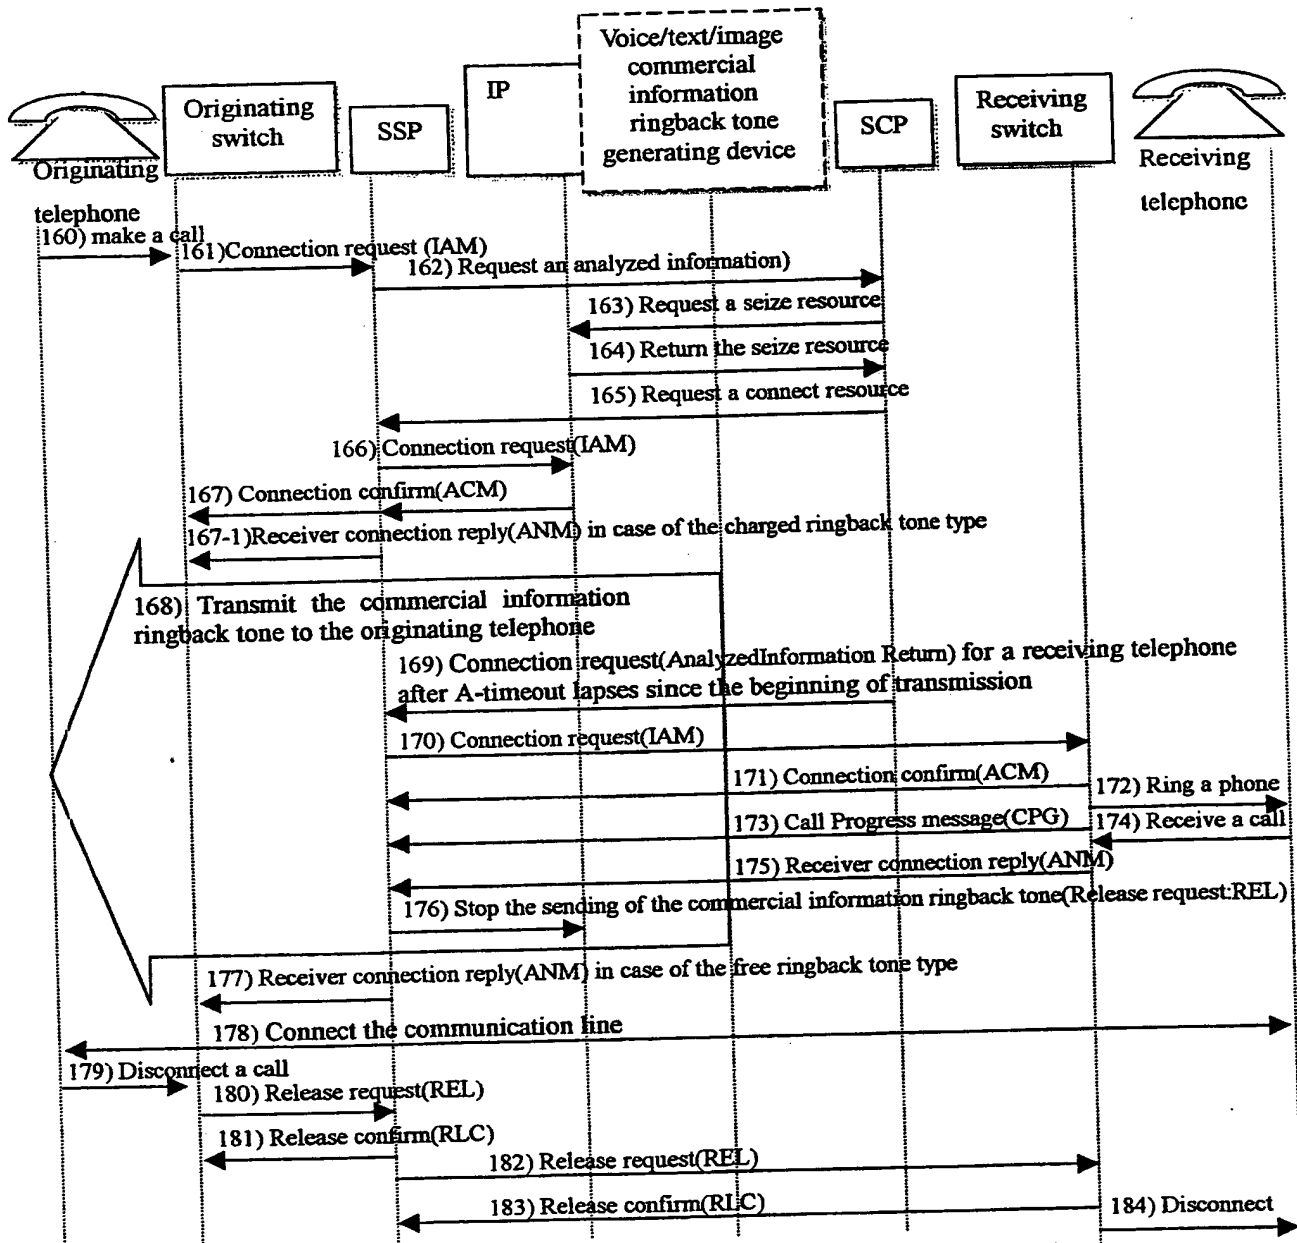 Voice/text/image
commercial
information
ringback tone
generating device
IP
Originating
switch
SSP
SCP
Receiving
switch
Originating
telephone
Receiving
telephone
160) make a call
161)Connection request (IAM)
162) Request an analyzed information)
163) Request a seize resource
164) Return the seize resource
165) Request a connect resource
166) Connection request(IAM)
167) Connection confirm(ACM)
167-1)Receiver connection reply(ANM) in case of the charged ringback tone type
168) Transmit the commercial information
ringback tone to the originating telephone
169) Connection request(AnalyzedInformation Return) for a receiving telephone
after A-timeout lapses since the beginning of transmission
170) Connection request(IAM)
171) Connection confirm(ACM)
172) Ring a phone
173) Call Progress message(CPG)
174) Receive a call
175) Receiver connection reply(ANM)
176) Stop the sending of the commercial information ringback tone(Release request:REL)
177) Receiver connection reply(ANM) in case of the free ringback tone type
178) Connect the communication line
179) Disconnect a call
180) Release request(REL)
181) Release confirm(RLC)
182) Release request(REL)
183) Release confirm(RLC)
184) Disconnect